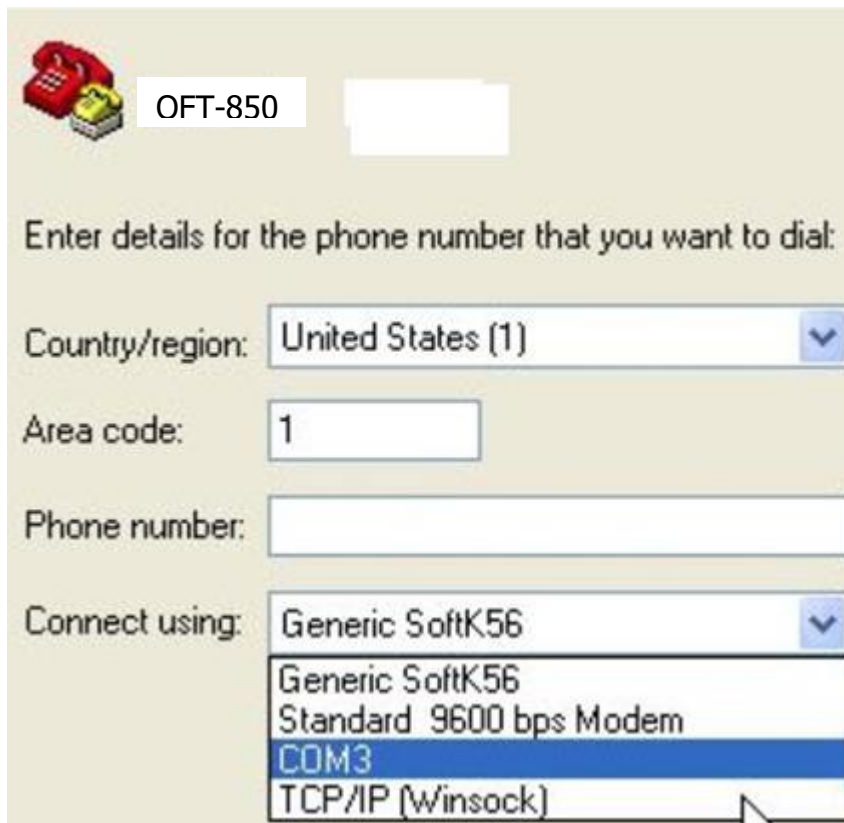 OFT-850
Enter details for the phone number that you want to dial:
Country/region: United States (1)
Area code: 1
Phone number:
Connect using: Generic SoftK56
Generic SoftK56
Standard 9600 bps Modem
COM3
TCP/IP (Winsock)